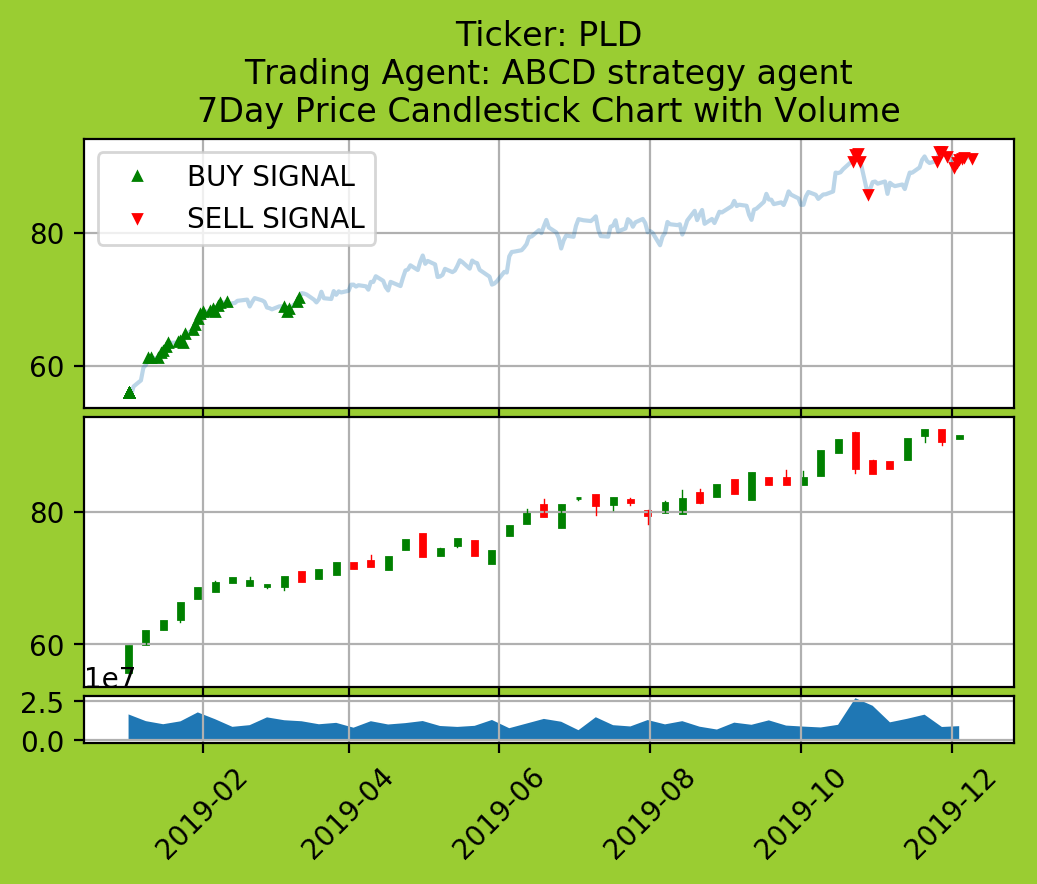 Ticker: PLD
Trading Agent: ABCD strategy agent
7Day Price Candlestick Chart with Volume
BUY SIGNAL
SELL SIGNAL
80
60
80
60
1e7
2.5
0.0
2019-02
2019-04
2019-06
2019-08
2019-10
2019-12